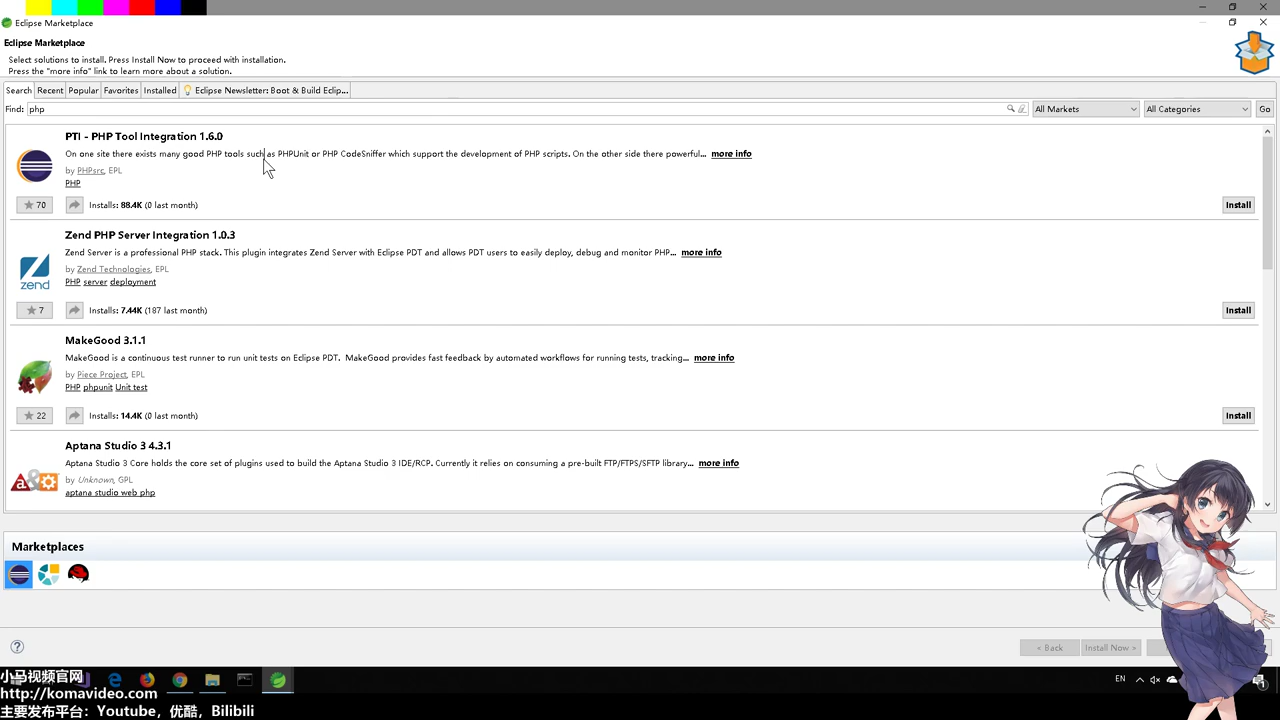 Eclipse Marketplace
Eclipse Marketplace
Select solutions to install. Press Install Now to proceed with installation.
Press the "more info" link to learn more about a solution.
Search Recent Popular Favorites Installed Eclipse Newsletter: Boot & Build Eclip...
Find: php All Markets All Categories Go
PTI - PHP Tool Integration 1.6.0
On one site there exists many good PHP tools such as PHPUnit or PHP CodeSniffer which support the development of PHP scripts. On the other side there powerful... more info
by PHPsrc, EPL
PHP
70 Installs: 88.4K (0 last month) Install
Zend PHP Server Integration 1.0.3
Zend Server is a professional PHP stack. This plugin integrates Zend Server with Eclipse PDT and allows PDT users to easily deploy, debug and monitor PHP... more info
by Zend Technologies, EPL
zend
PHP server deployment
7 Installs: 7.44K (187 last month) Install
MakeGood 3.1.1
MakeGood is a continuous test runner to run unit tests on Eclipse PDT. MakeGood provides fast feedback by automated workflows for running tests, tracking... more info
by Piece Project, EPL
PHP phpunit Unit test
22 Installs: 14.4K (0 last month) Install
Aptana Studio 3 4.3.1
Aptana Studio 3 Core holds the core set of plugins used to build the Aptana Studio 3 IDE/RCP. Currently it relies on consuming a pre-built FTP/FTPS/SFTP library... more info
by Unknown, GPL
a&
aptana studio web php
Marketplaces
< Back Install Now >
小马视频官网
EN
http://komavideo.com
主要发布平台：Youtube，优酷，Bilibili